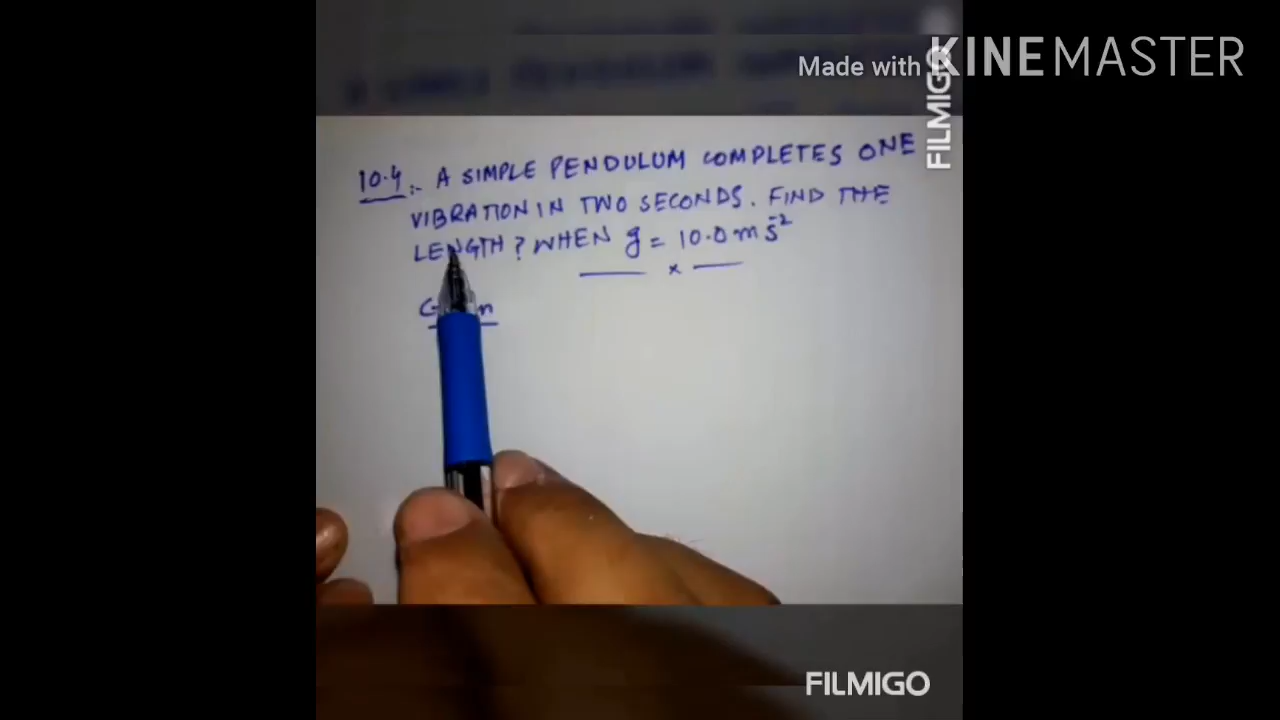 Made with KINEMASTER
FILMIGO
10.4:- A SIMPLE PENDULUM COMPLETES ONE
VIBRATION IN TWO SECONDS. FIND THE
LENGTH? WHEN g = 10.0 m s⁻²
x
FILMIGO